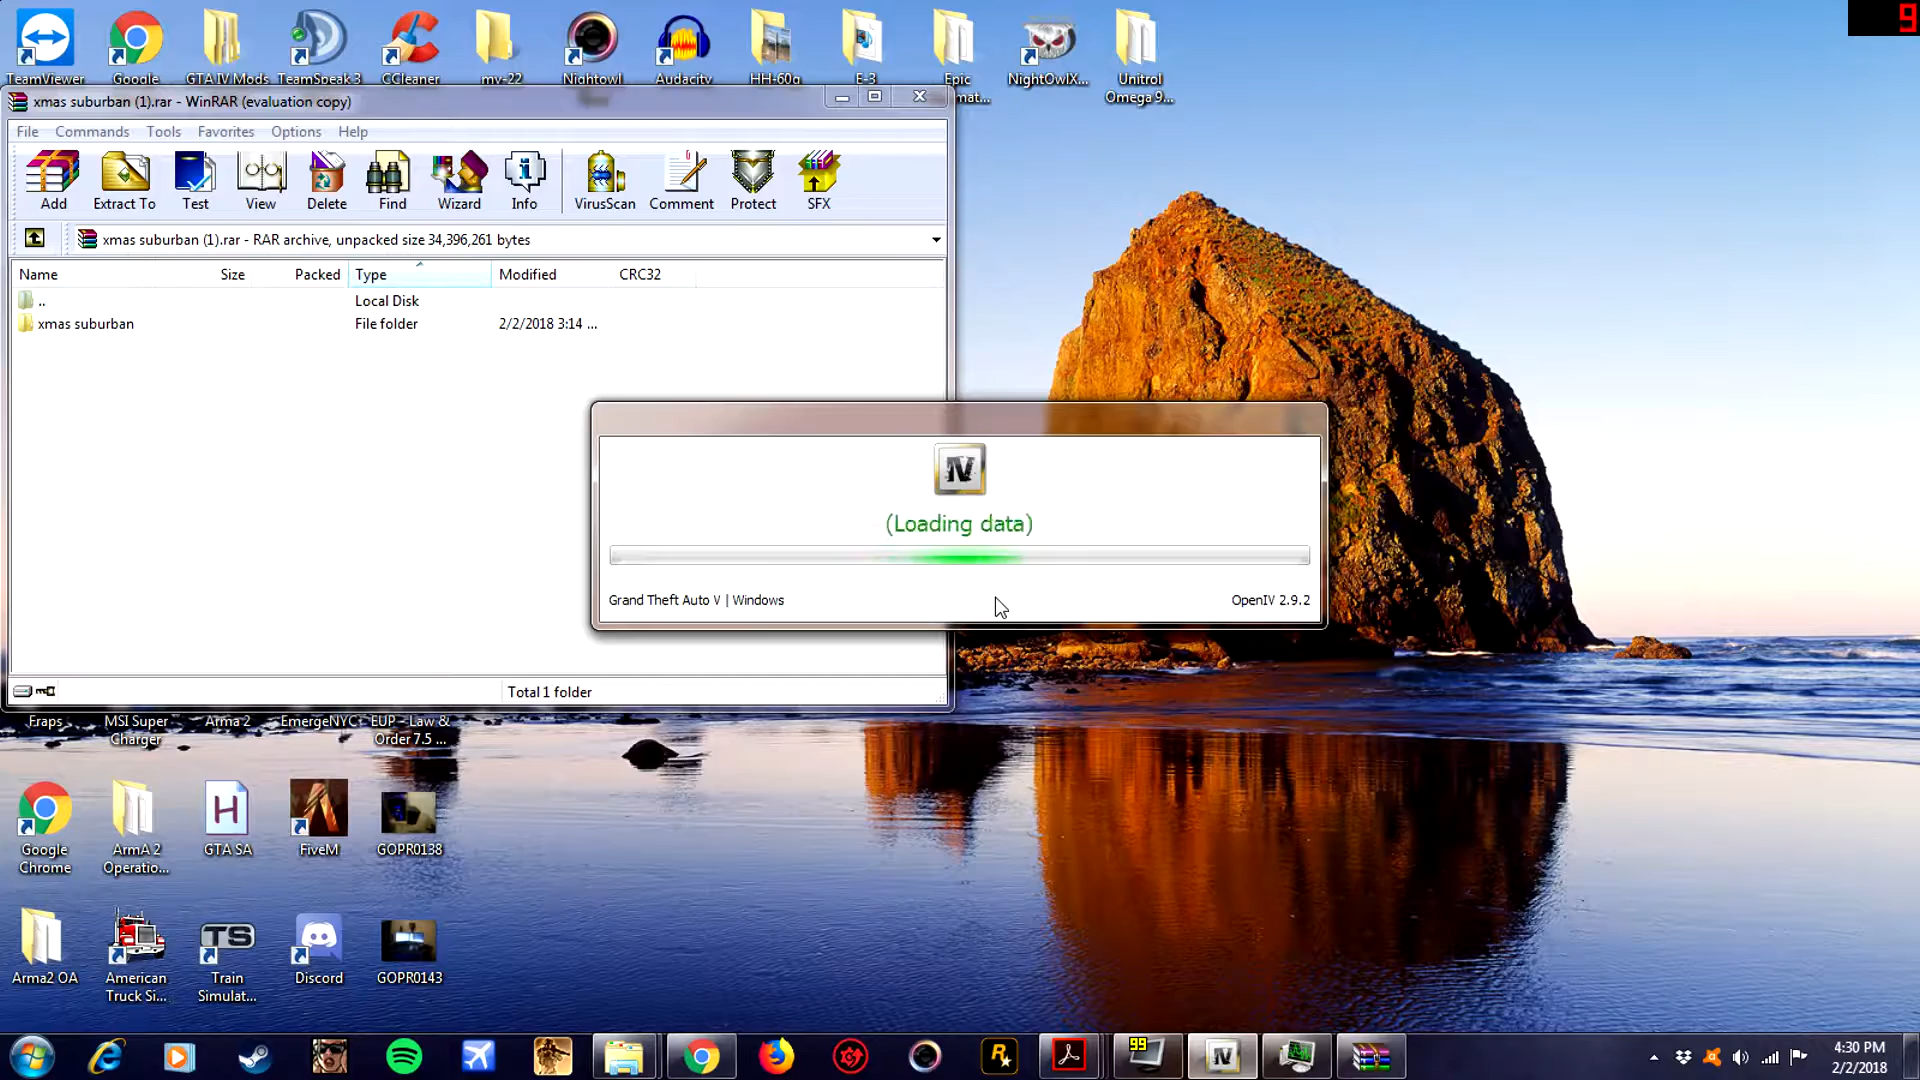 9
TeamViewer
Google
GTA IV Mods
TeamSpeak 3
CCleaner
mv-22
Nightowl
Audacity
HH-60g
E-3
Epic
mat...
NightOwlX...
Unitrol
Omega 9...
xmas suburban (1).rar - WinRAR (evaluation copy)
File Commands Tools Favorites Options Help
Add Extract To Test View Delete Find Wizard Info VirusScan Comment Protect SFX
xmas suburban (1).rar - RAR archive, unpacked size 34,396,261 bytes
Name Size Packed Type Modified CRC32
.. Local Disk
xmas suburban File folder 2/2/2018 3:14 ...
IV
(Loading data)
Grand Theft Auto V | Windows OpenIV 2.9.2
Total 1 folder
Fraps
MSI Super
Charger
Arma 2
EmergeNYC
EUP - Law &
Order 7.5 ...
Google
Chrome
ArmA 2
Operatio...
H
GTA SA
FiveM
GOPR0138
Arma2 OA
American
Truck Si...
TS
Train
Simulat...
Discord
GOPR0143
R
99
IV
4:30 PM
2/2/2018